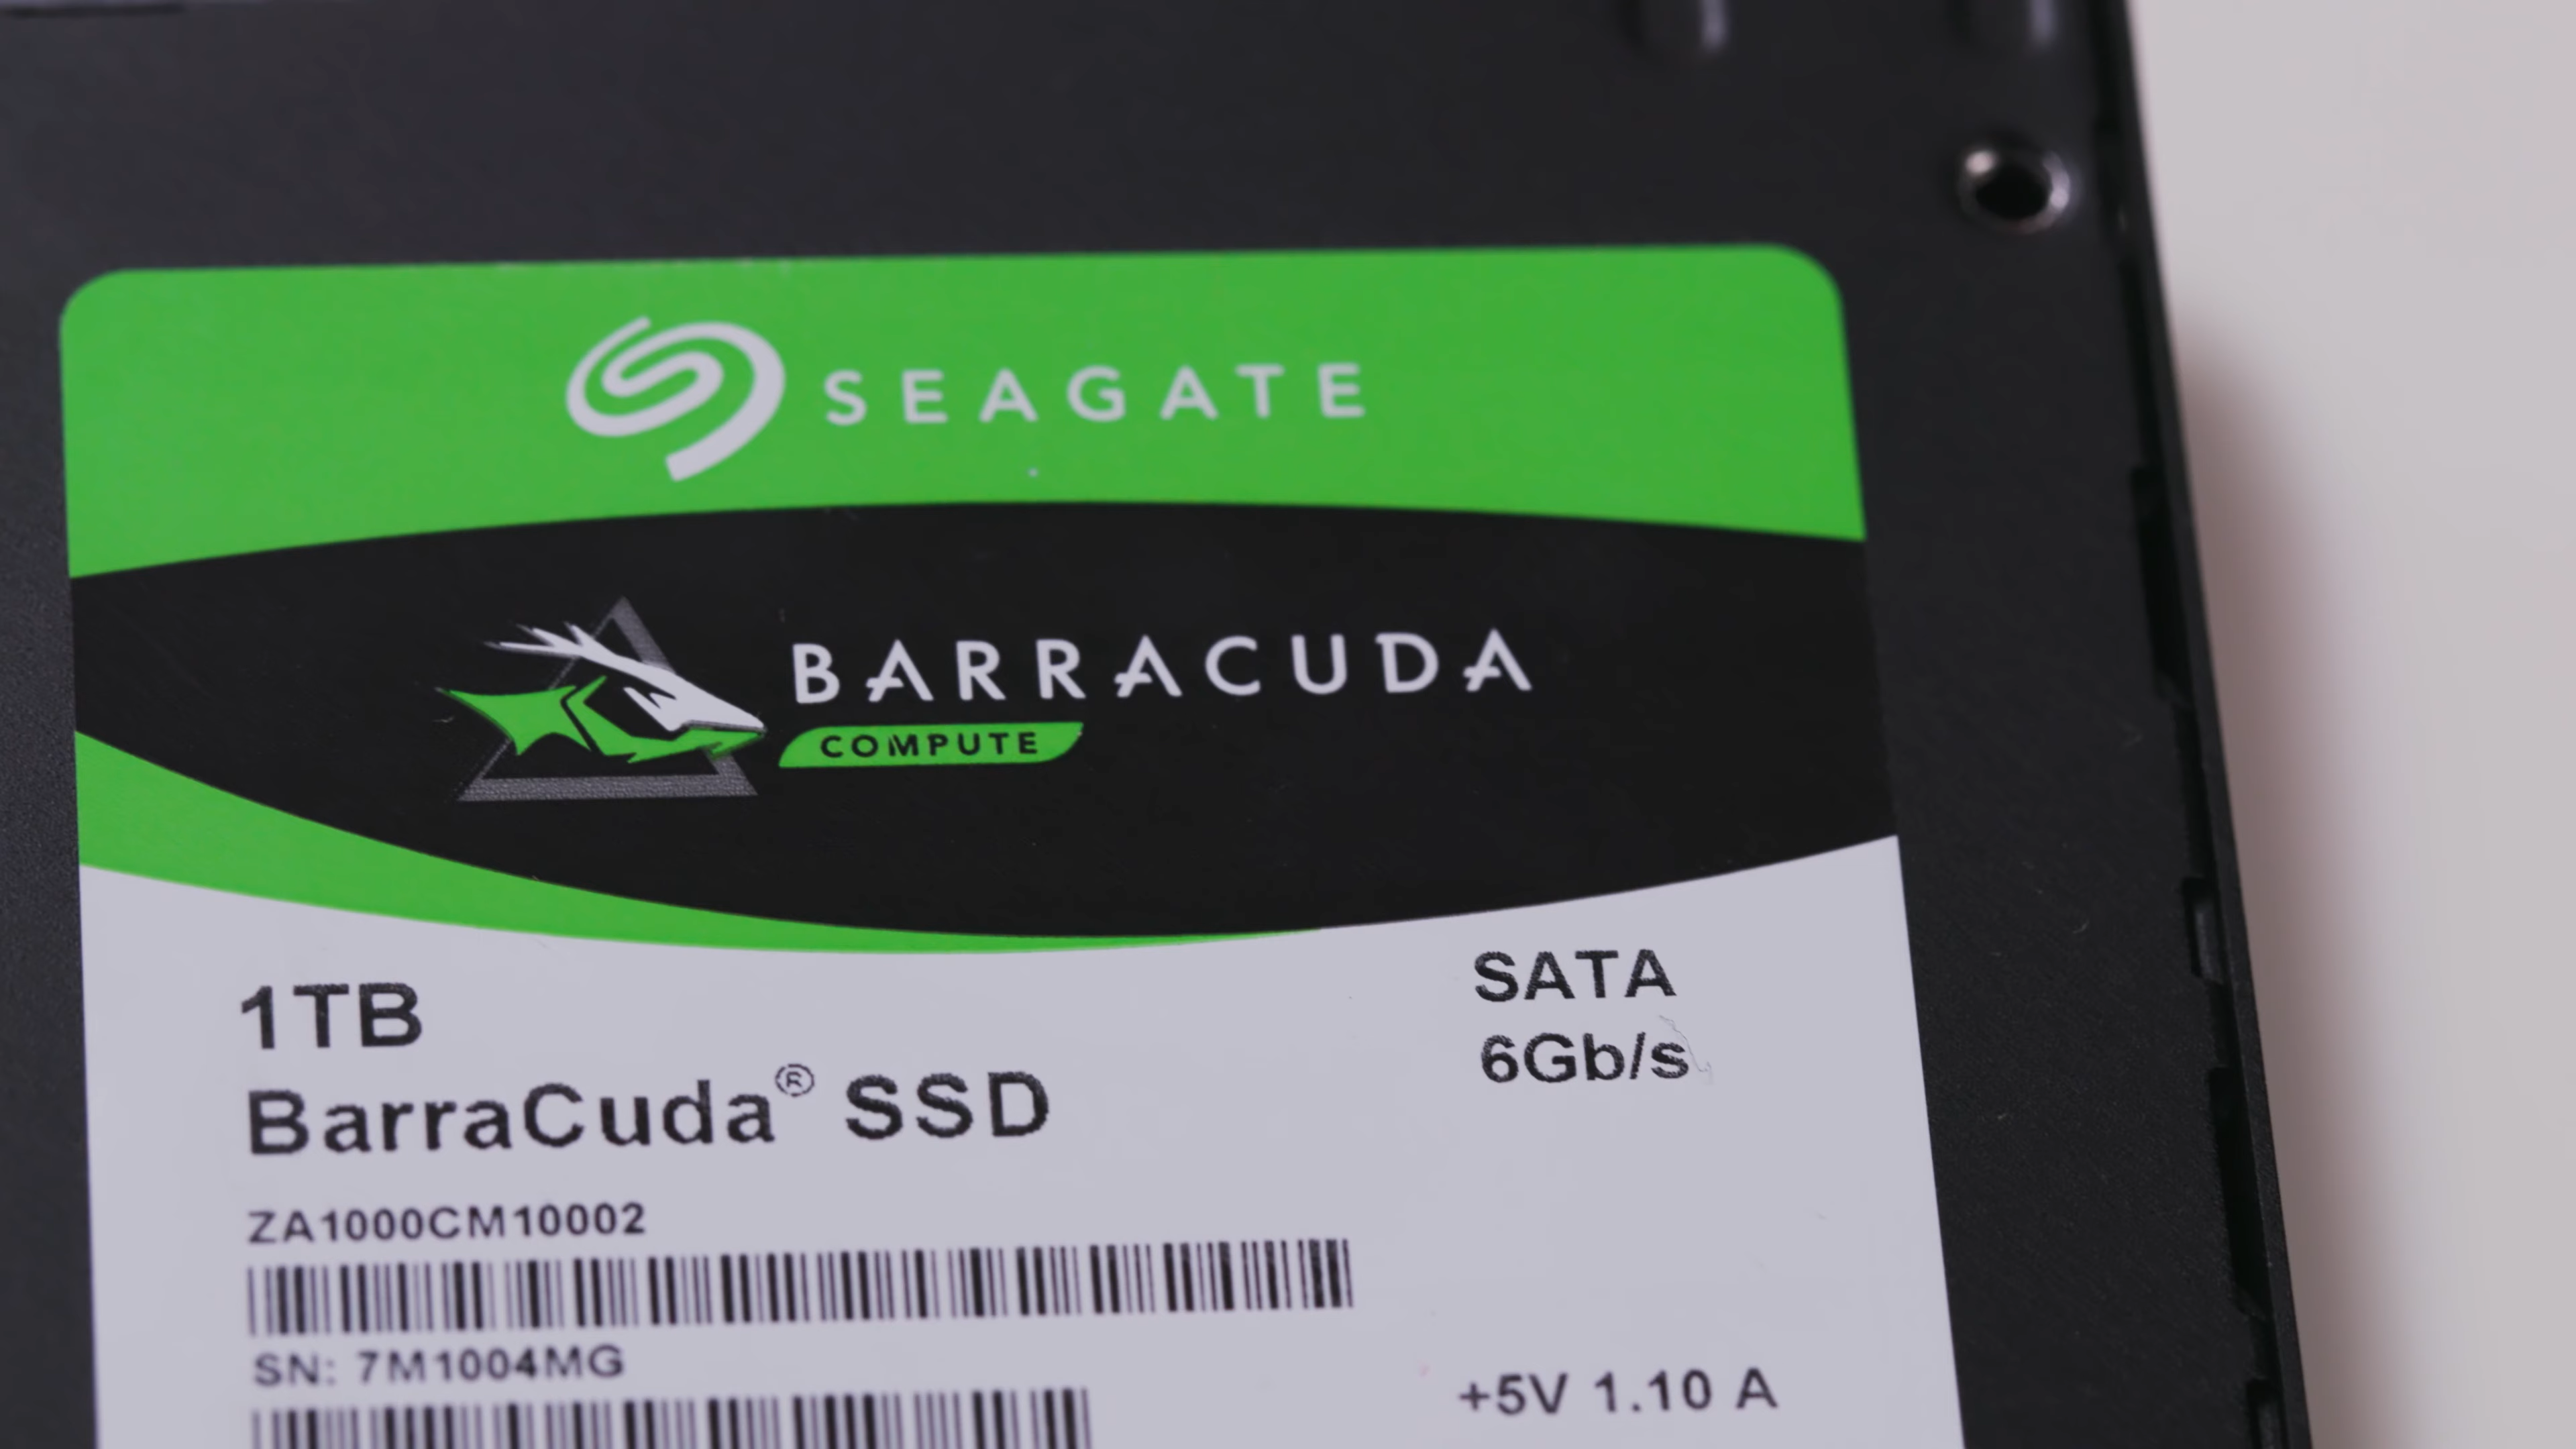 SEAGATE
BARRACUDA
COMPUTE
1TB
BarraCuda® SSD
SATA
6Gb/s
ZA1000CM10002
SN: 7M1004MG
+5V 1.10 A